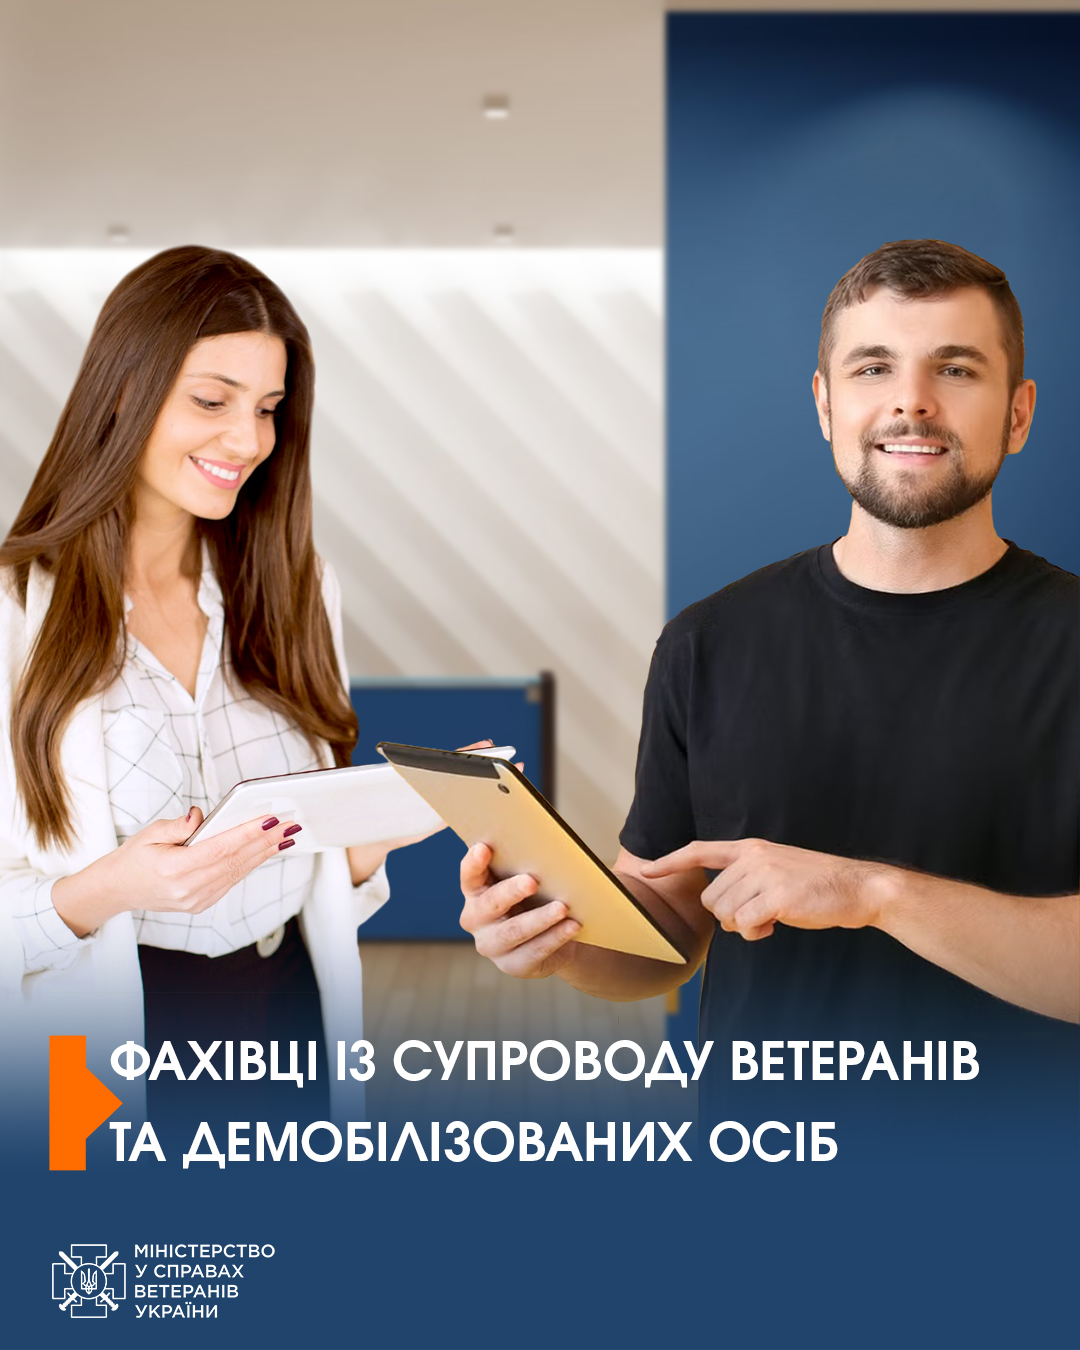 ФАХІВЦІ ІЗ СУПРОВОДУ ВЕТЕРАНІВ
ТА ДЕМОБІЛІЗОВАНИХ ОСІБ
МІНІСТЕРСТВО
У СПРАВАХ
ВЕТЕРАНІВ
УКРАЇНИ